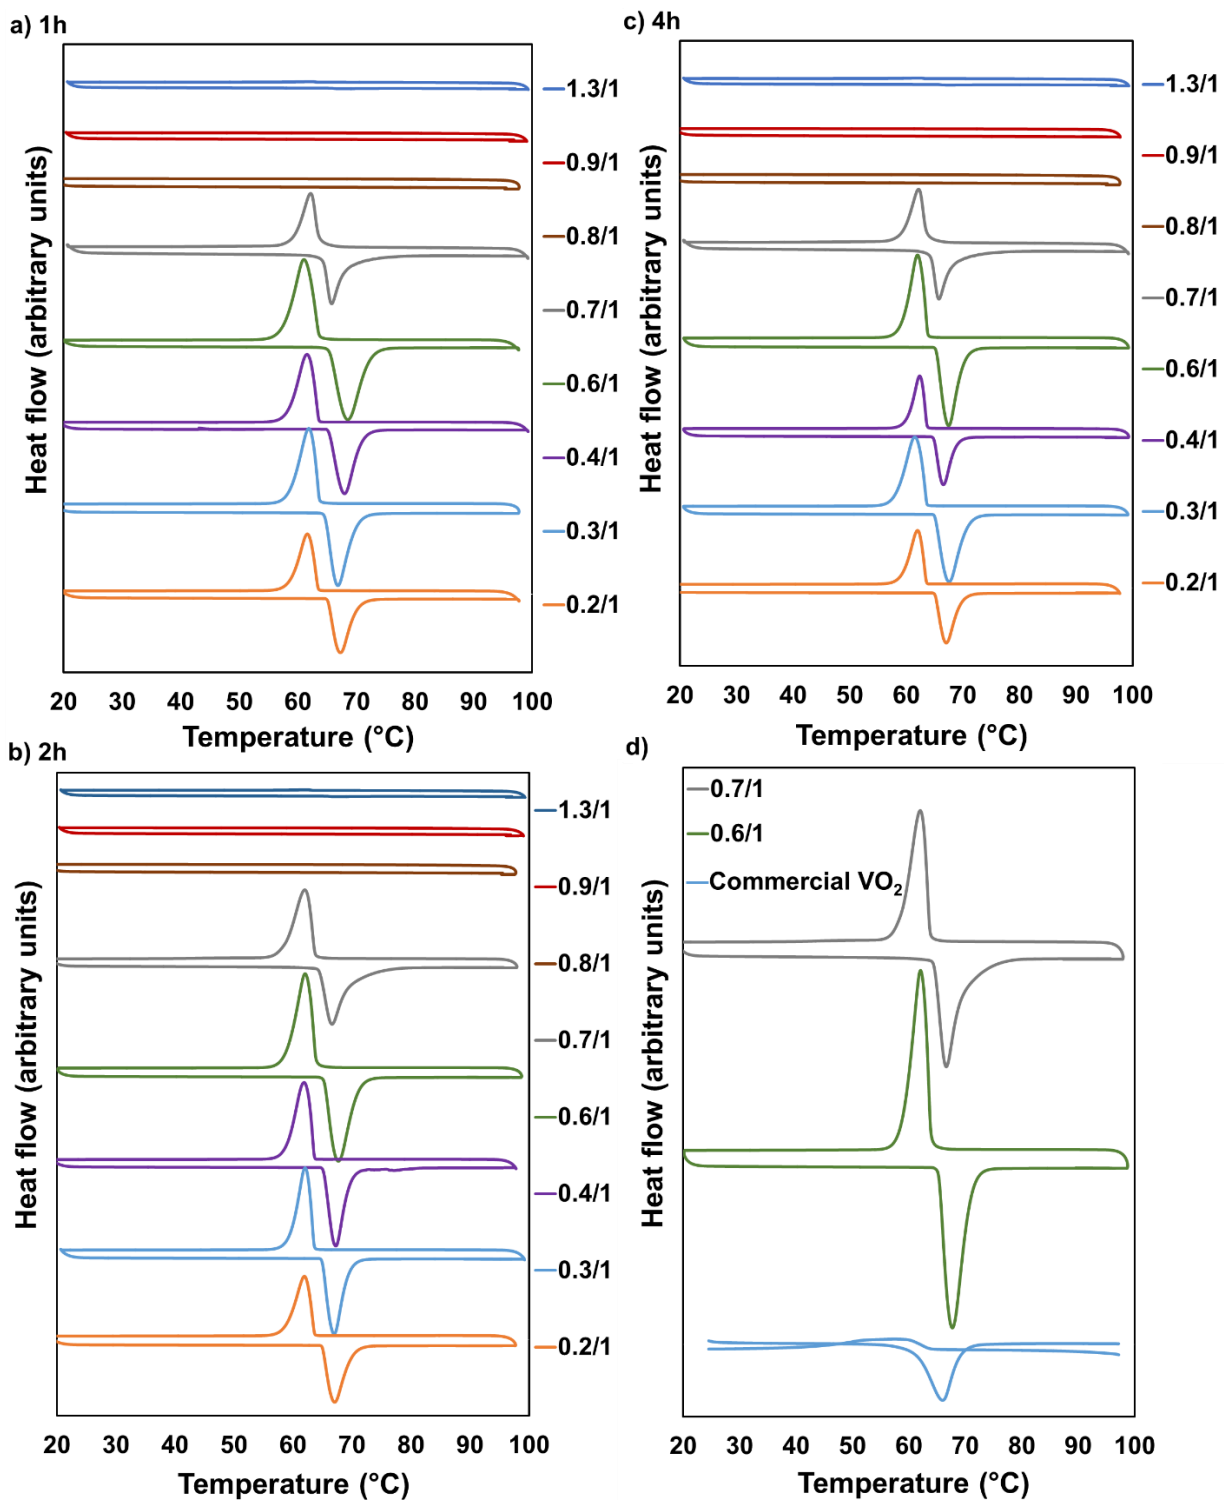 a) 1h
Heat flow (arbitrary units)
1.3/1
0.9/1
0.8/1
0.7/1
0.6/1
0.4/1
0.3/1
0.2/1
20 30 40 50 60 70 80 90 100
Temperature (°C)
c) 4h
Heat flow (arbitrary units)
1.3/1
0.9/1
0.8/1
0.7/1
0.6/1
0.4/1
0.3/1
0.2/1
20 30 40 50 60 70 80 90 100
Temperature (°C)
b) 2h
Heat flow (arbitrary units)
1.3/1
0.9/1
0.8/1
0.7/1
0.6/1
0.4/1
0.3/1
0.2/1
20 30 40 50 60 70 80 90 100
Temperature (°C)
d)
Heat flow (arbitrary units)
0.7/1
0.6/1
Commercial VO₂
20 30 40 50 60 70 80 90 100
Temperature (°C)